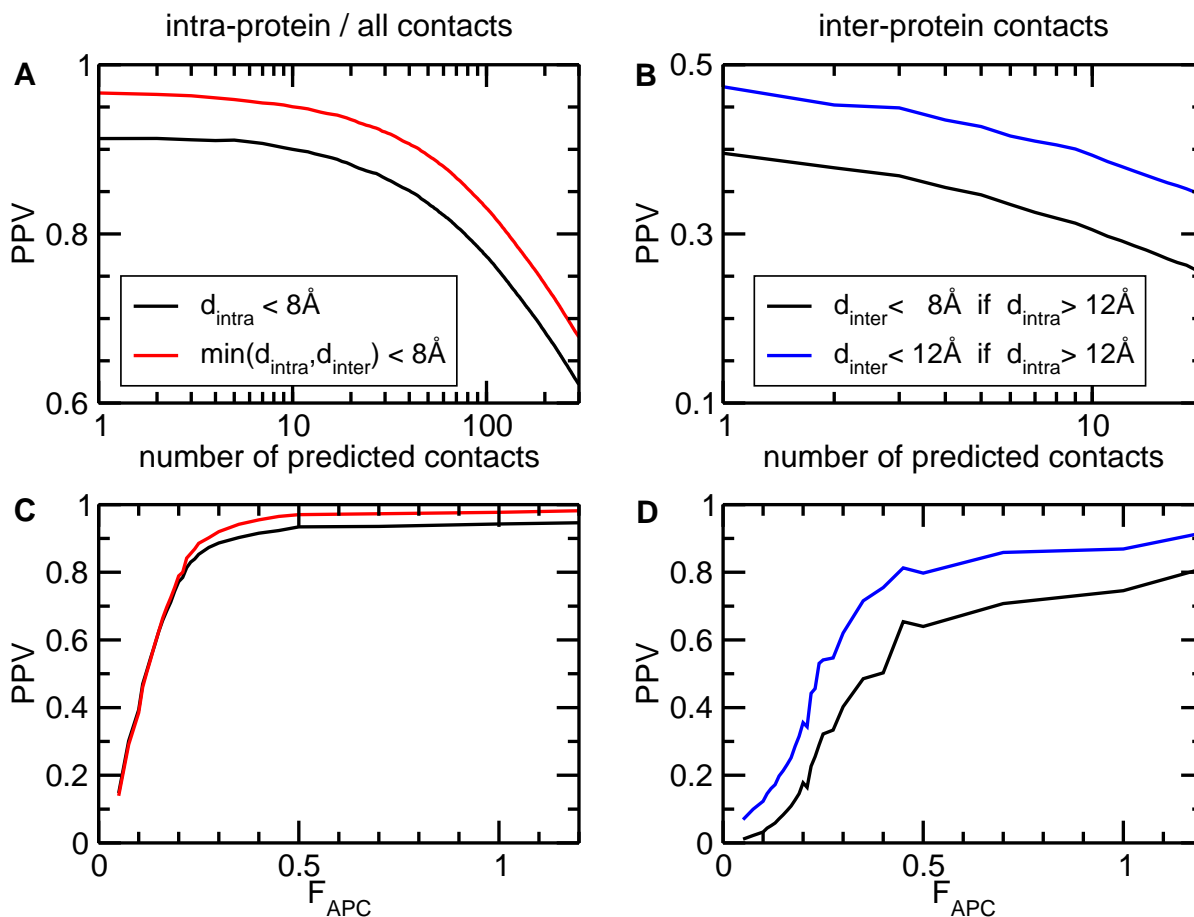 intra-protein / all contacts
inter-protein contacts
A
1
PPV
0.8
0.6
d_intra < 8Å
min(d_intra,d_inter) < 8Å
1
10
100
number of predicted contacts
B
0.5
PPV
0.3
0.1
d_inter < 8Å if d_intra > 12Å
d_inter < 12Å if d_intra > 12Å
1
10
number of predicted contacts
C
1
0.8
0.6
PPV
0.4
0.2
0
0
0.5
1
F_APC
D
1
0.8
0.6
PPV
0.4
0.2
0
0
0.5
1
F_APC